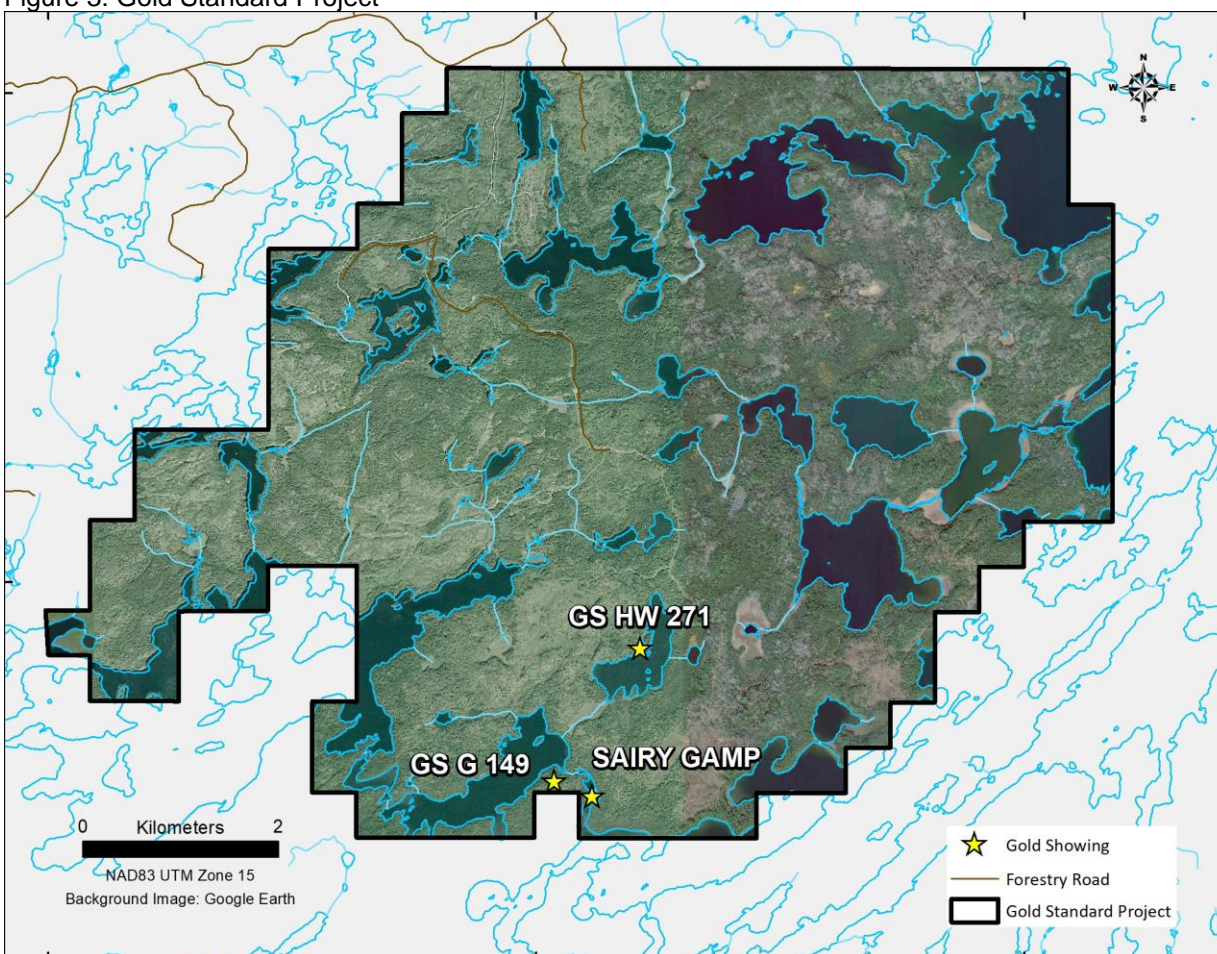 Figure 3: Gold Standard Project
N
W E
S
GS HW 271
GS G 149
SAIRY GAMP
0 Kilometers 2
NAD83 UTM Zone 15
Background Image: Google Earth
Gold Showing
Forestry Road
Gold Standard Project